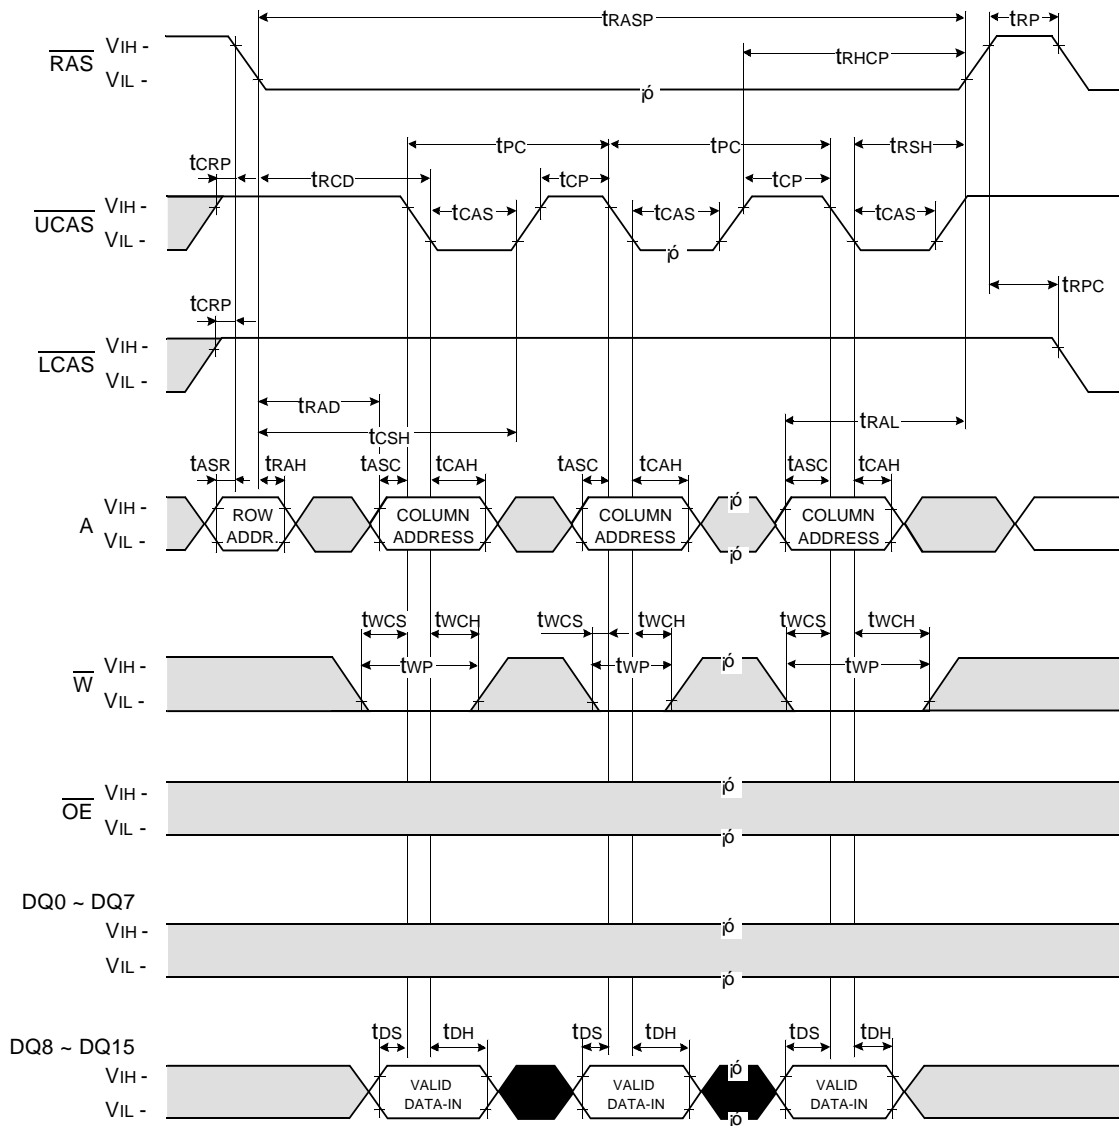 tRASP
tRP
RAS
VIH -
VIL -
tRHCP
¡ó
tPC
tPC
tRSH
tCRP
tRCD
tCP
tCP
UCAS
VIH -
VIL -
tCAS
tCAS
tCAS
¡ó
tRPC
tCRP
LCAS
VIH -
VIL -
tRAD
tCSH
tRAL
tASR
tRAH
tASC
tCAH
tASC
tCAH
tASC
tCAH
A
VIH -
VIL -
ROW
ADDR.
COLUMN
ADDRESS
COLUMN
ADDRESS
¡ó
¡ó
COLUMN
ADDRESS
tWCS
tWCH
tWCS
tWCH
tWCS
tWCH
W
VIH -
VIL -
tWP
tWP
tWP
¡ó
OE
VIH -
VIL -
¡ó
¡ó
DQ0 ~ DQ7
VIH -
VIL -
¡ó
¡ó
DQ8 ~ DQ15
tDS
tDH
tDS
tDH
tDS
tDH
VIH -
VIL -
VALID
DATA-IN
VALID
DATA-IN
¡ó
¡ó
VALID
DATA-IN